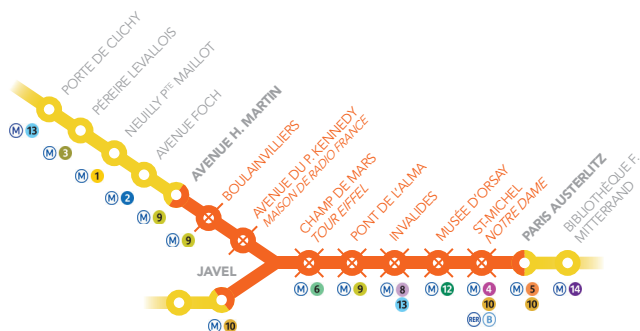 PORTE DE CLICHY
PÉREIRE LEVALLOIS
NEUILLY PTE MAILLOT
AVENUE FOCH
AVENUE H. MARTIN
BOULAINVILLIERS
AVENUE DU P. KENNEDY
MAISON DE RADIO FRANCE
CHAMP DE MARS
TOUR EIFFEL
PONT DE L'ALMA
INVALIDES
MUSÉE D'ORSAY
ST-MICHEL
NOTRE DAME
PARIS AUSTERLITZ
BIBLIOTHÈQUE F.
MITTERRAND
M 13
M 3
M 1
M 2
M 9
M 9
JAVEL
M 10
M 6
M 9
M 8
13
M 12
M 4
10
RER B
M 5
10
M 14